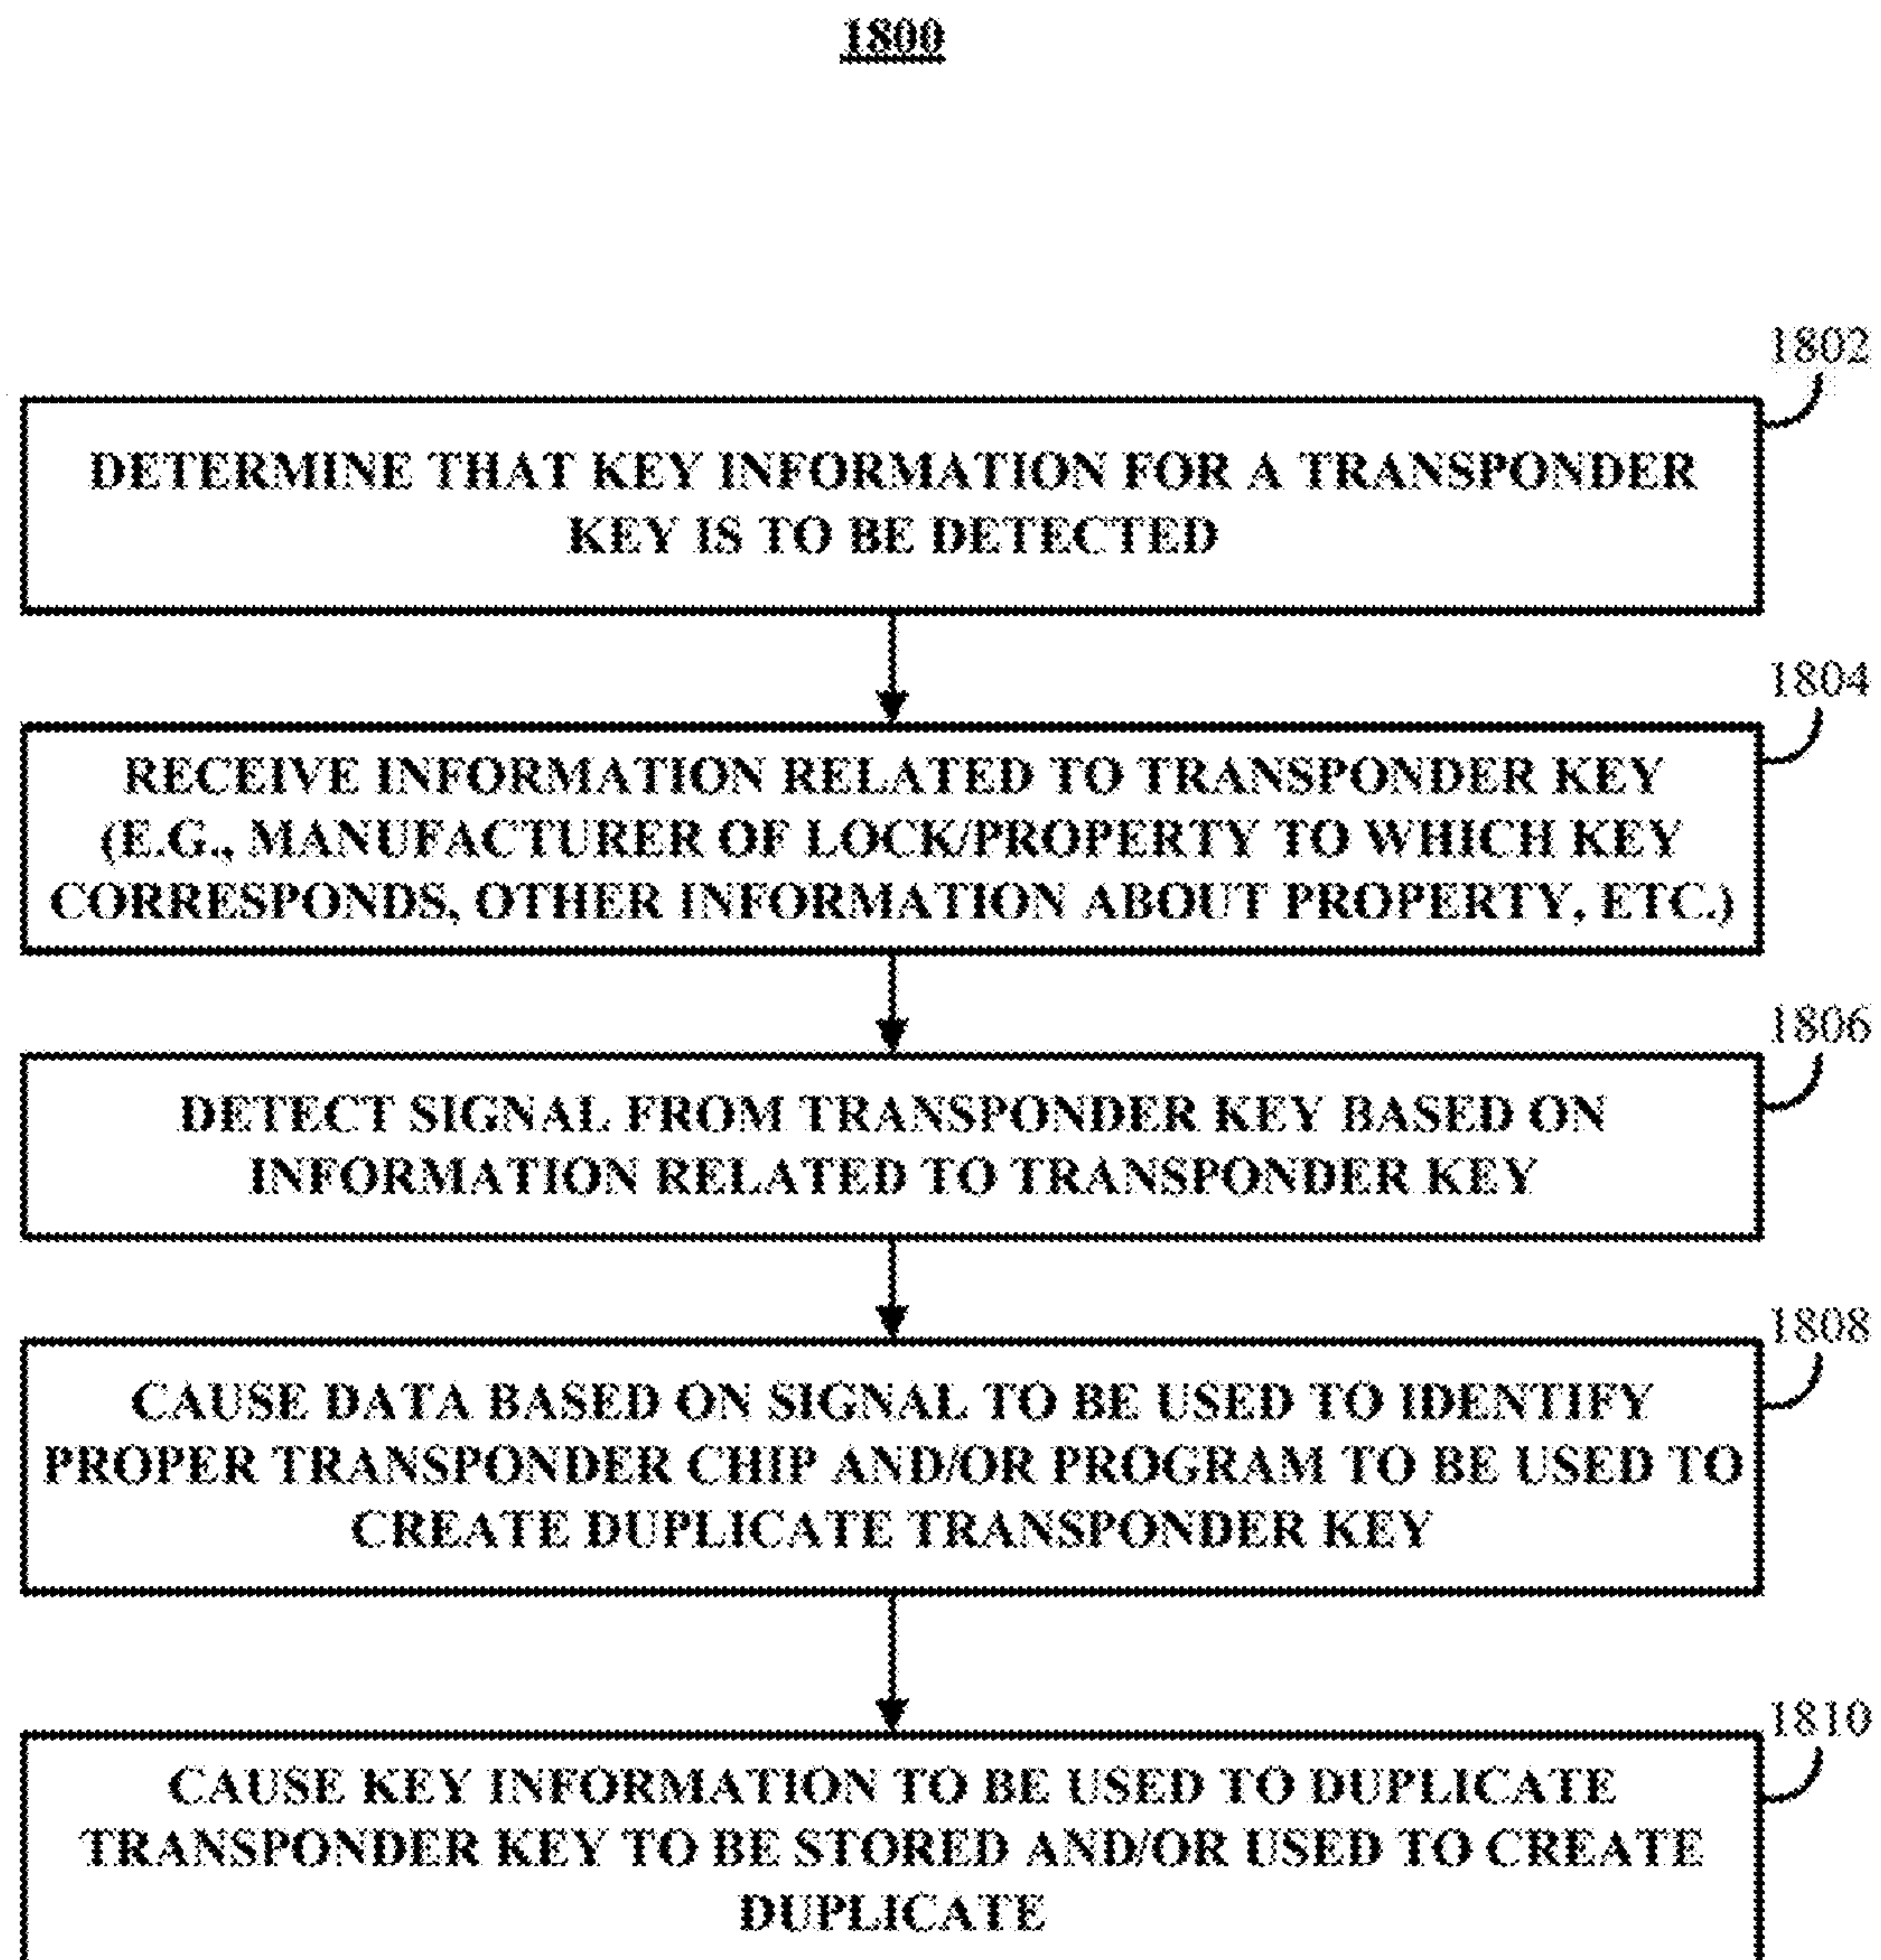 1800
1802
DETERMINE THAT KEY INFORMATION FOR A TRANSPONDER
KEY IS TO BE DETECTED
1804
RECEIVE INFORMATION RELATED TO TRANSPONDER KEY
(E.G., MANUFACTURER OF LOCK/PROPERTY TO WHICH KEY
CORRESPONDS, OTHER INFORMATION ABOUT PROPERTY, ETC.)
1806
DETECT SIGNAL FROM TRANSPONDER KEY BASED ON
INFORMATION RELATED TO TRANSPONDER KEY
1808
CAUSE DATA BASED ON SIGNAL TO BE USED TO IDENTIFY
PROPER TRANSPONDER CHIP AND/OR PROGRAM TO BE USED TO
CREATE DUPLICATE TRANSPONDER KEY
1810
CAUSE KEY INFORMATION TO BE USED TO DUPLICATE
TRANSPONDER KEY TO BE STORED AND/OR USED TO CREATE
DUPLICATE